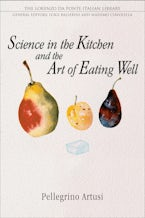 THE LORENZO DA PONTE ITALIAN LIBRARY
GENERAL EDITORS: LUIGI BALLERINI AND MASSIMO CIAVOLELLA
Science in the Kitchen
and the
Art of Eating Well
Pellegrino Artusi